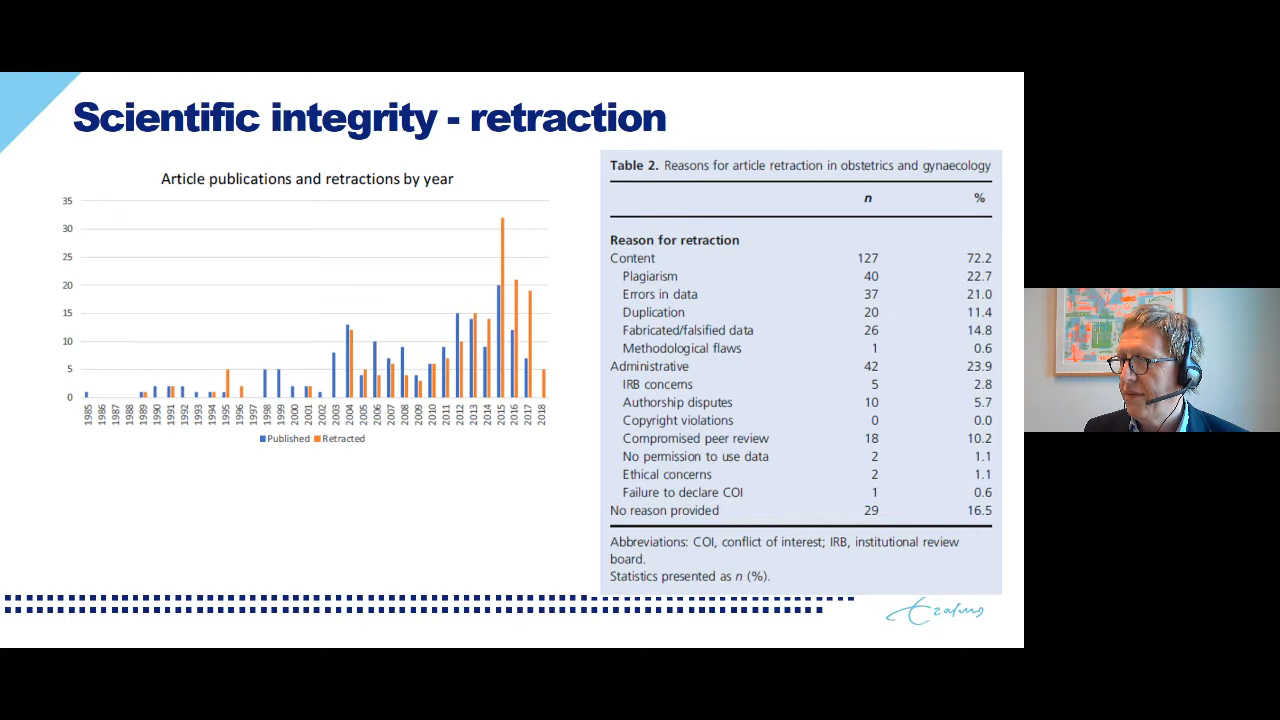 Scientific integrity - retraction
Article publications and retractions by year
35
30
25
20
15
10
5
0
1985 1986 1987 1988 1989 1990 1991 1992 1993 1994 1995 1996 1997 1998 1999 2000 2001 2002 2003 2004 2005 2006 2007 2008 2009 2010 2011 2012 2013 2014 2015 2016 2017 2018
Published Retracted
Table 2. Reasons for article retraction in obstetrics and gynaecology
n %
Reason for retraction
Content 127 72.2
Plagiarism 40 22.7
Errors in data 37 21.0
Duplication 20 11.4
Fabricated/falsified data 26 14.8
Methodological flaws 1 0.6
Administrative 42 23.9
IRB concerns 5 2.8
Authorship disputes 10 5.7
Copyright violations 0 0.0
Compromised peer review 18 10.2
No permission to use data 2 1.1
Ethical concerns 2 1.1
Failure to declare COI 1 0.6
No reason provided 29 16.5
Abbreviations: COI, conflict of interest; IRB, institutional review
board.
Statistics presented as n (%).
Erasmus